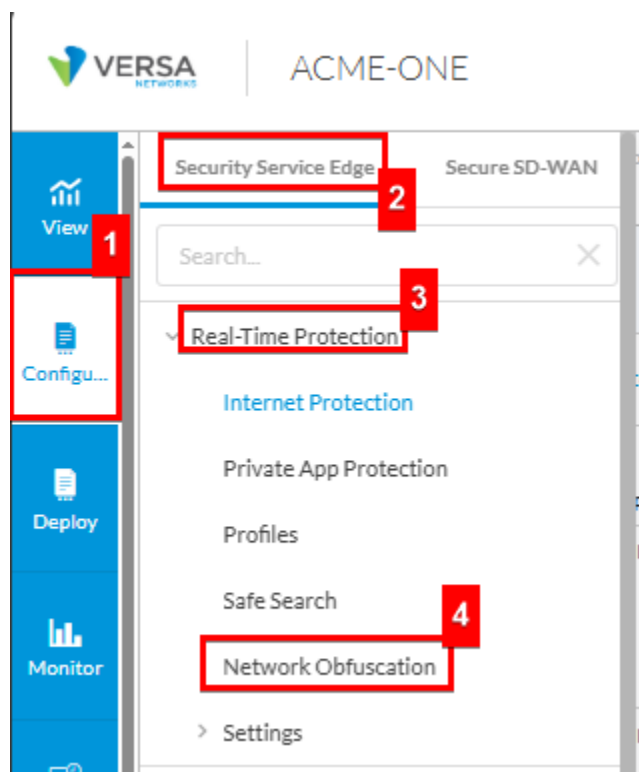 VERSA
NETWORKS
ACME-ONE
Security Service Edge
Secure SD-WAN
2
View
1
Search...
3
Real-Time Protection
Configu...
Internet Protection
Private App Protection
Deploy
Profiles
Safe Search
4
Monitor
Network Obfuscation
Settings